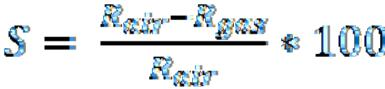 S = (R_air - R_gas) / R_air * 100